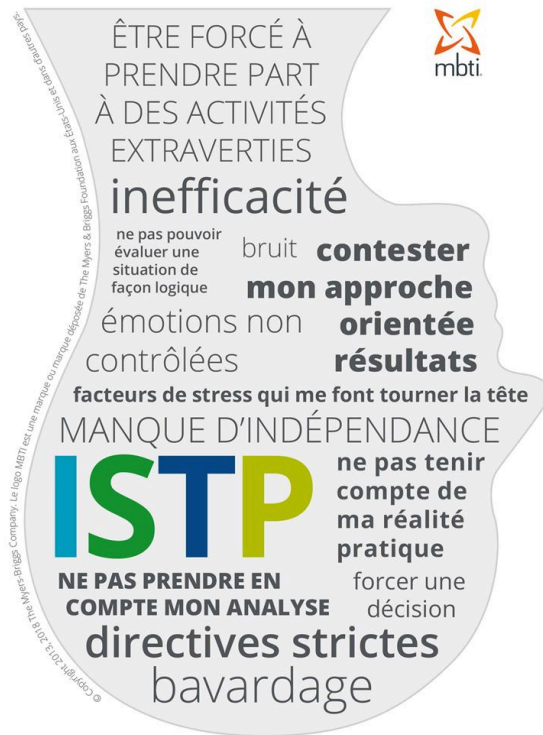 ÊTRE FORCÉ À
PRENDRE PART
À DES ACTIVITÉS
EXTRAVERTIES
mbti.
inefficacité
ne pas pouvoir
évaluer une
situation de
façon logique
bruit
contester
mon approche
orientée
résultats
émotions non
contrôlées
facteurs de stress qui me font tourner la tête
MANQUE D'INDÉPENDANCE
ISTP
ne pas tenir
compte de
ma réalité
pratique
NE PAS PRENDRE EN
COMPTE MON ANALYSE
forcer une
décision
directives strictes
bavardage
© Copyright 2013, 2018 The Myers-Briggs Company. Le logo MBTI est une marque ou marque déposée de The Myers & Briggs Foundation aux États-Unis et dans d'autres pays.